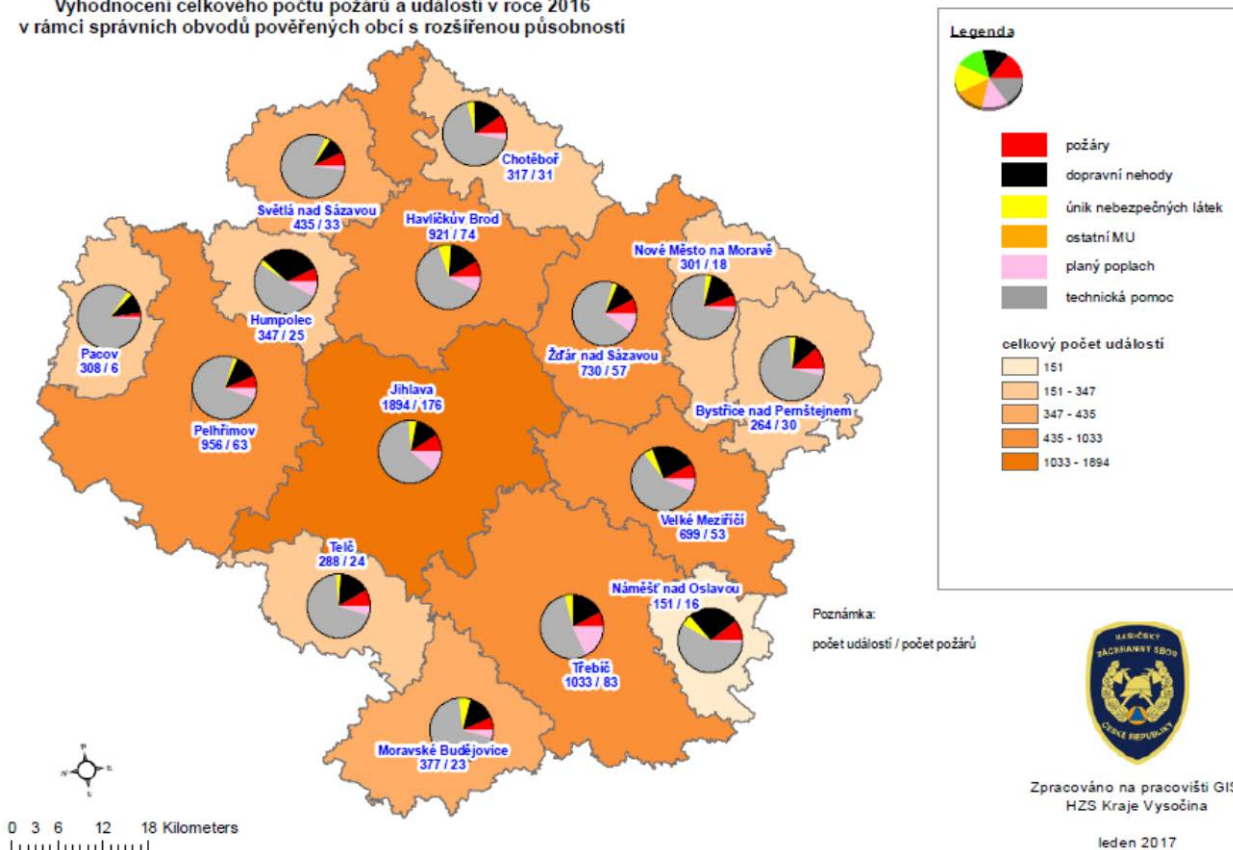 Vyhodnocení celkového počtu požárů a událostí v roce 2016
v rámci správních obvodů pověřených obcí s rozšířenou působností
Chotěboř
317 / 31
Světlá nad Sázavou
435 / 33
Havlíčkův Brod
921 / 74
Nové Město na Moravě
301 / 18
Humpolec
347 / 25
Pacov
308 / 6
Žďár nad Sázavou
730 / 57
Jihlava
1894 / 176
Bystřice nad Pernštejnem
264 / 30
Pelhřimov
956 / 63
Velké Meziříčí
699 / 53
Telč
288 / 24
Náměšť nad Oslavou
151 / 16
Třebíč
1033 / 83
Moravské Budějovice
377 / 23
0 3 6 12 18 Kilometers
Legenda
požáry
dopravní nehody
únik nebezpečných látek
ostatní MU
planý poplach
technická pomoc
celkový počet událostí
151
151 - 347
347 - 435
435 - 1033
1033 - 1894
Poznámka:
počet událostí / počet požárů
HASIČSKÝ
ZÁCHRANNÝ SBOR
ČESKÉ REPUBLIKY
Zpracováno na pracovišti GIS
HZS Kraje Vysočina
leden 2017